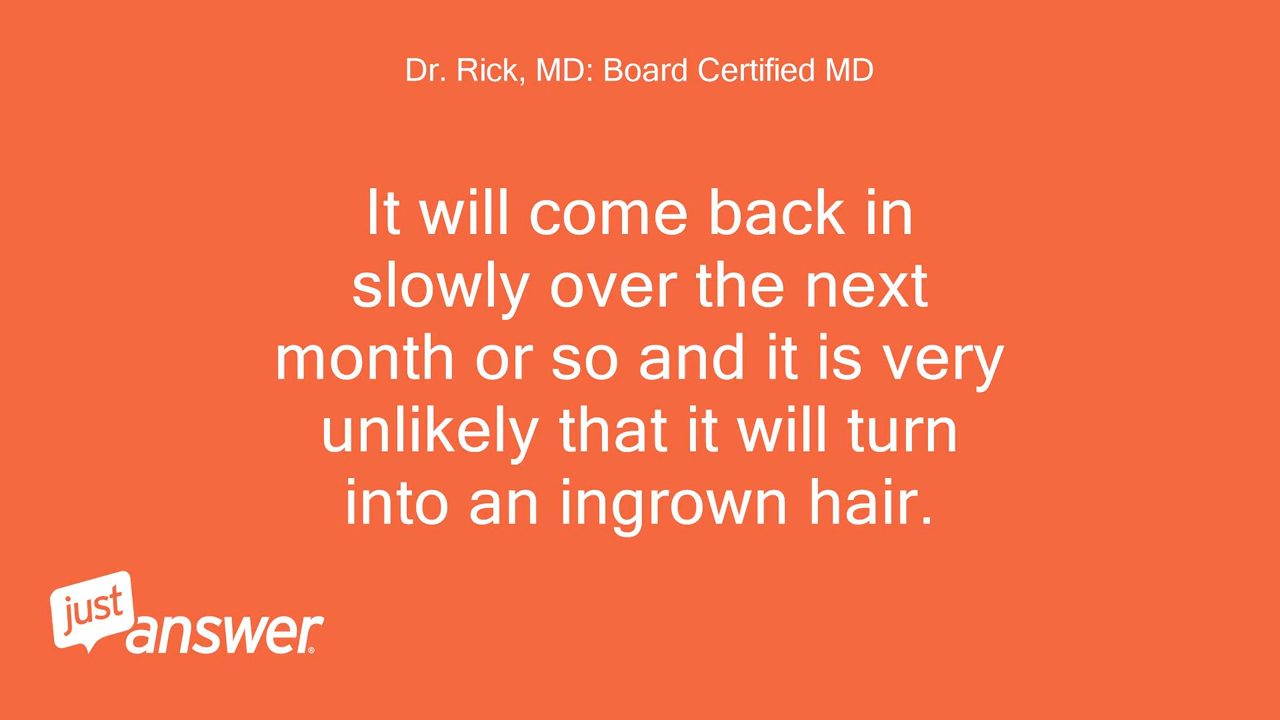 Dr. Rick, MD: Board Certified MD
It will come back in
slowly over the next
month or so and it is very
unlikely that it will turn
into an ingrown hair.
just
answer®